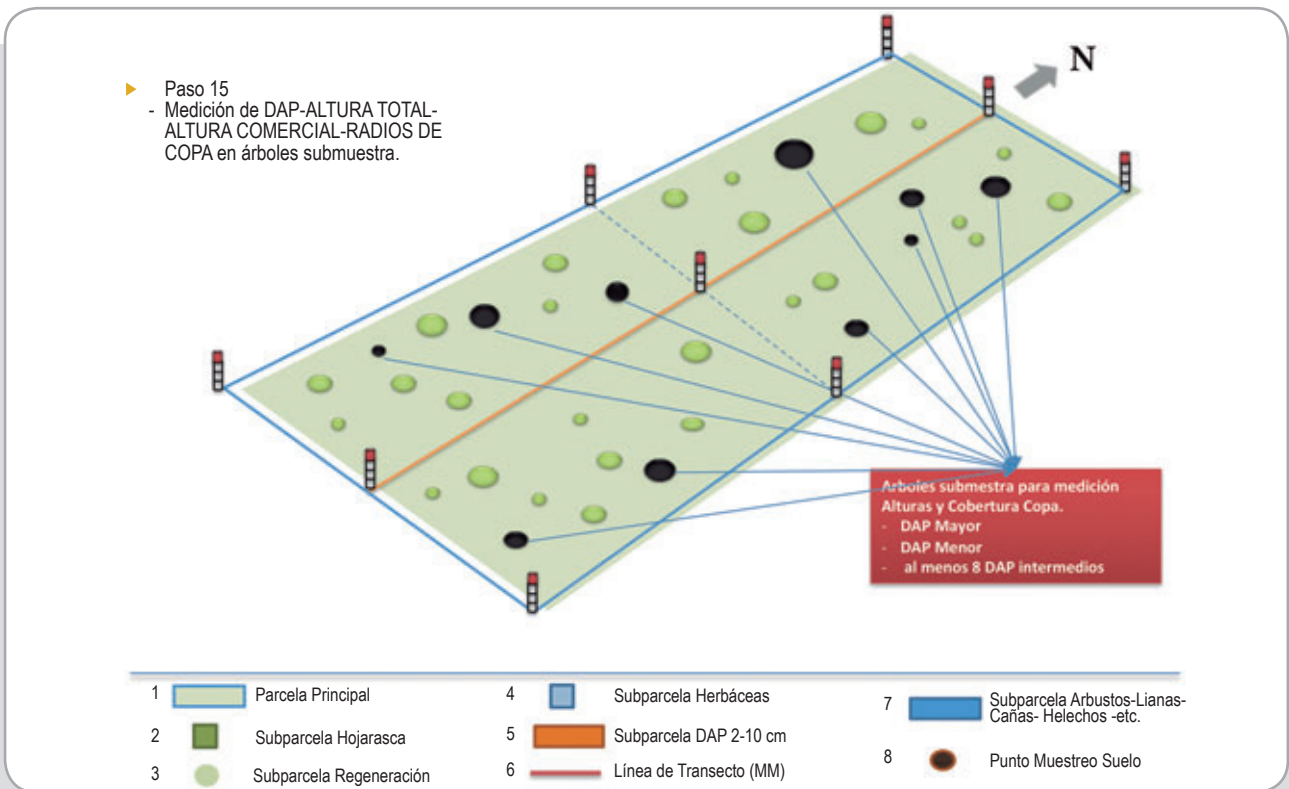 Paso 15
- Medición de DAP-ALTURA TOTAL-
ALTURA COMERCIAL-RADIOS DE
COPA en árboles submuestra.
N
Arboles submestra para medición
Alturas y Cobertura Copa.
- DAP Mayor
- DAP Menor
- al menos 8 DAP intermedios
1 Parcela Principal
2 Subparcela Hojarasca
3 Subparcela Regeneración
4 Subparcela Herbáceas
5 Subparcela DAP 2-10 cm
6 Línea de Transecto (MM)
7 Subparcela Arbustos-Lianas-
Cañas- Helechos -etc.
8 Punto Muestreo Suelo